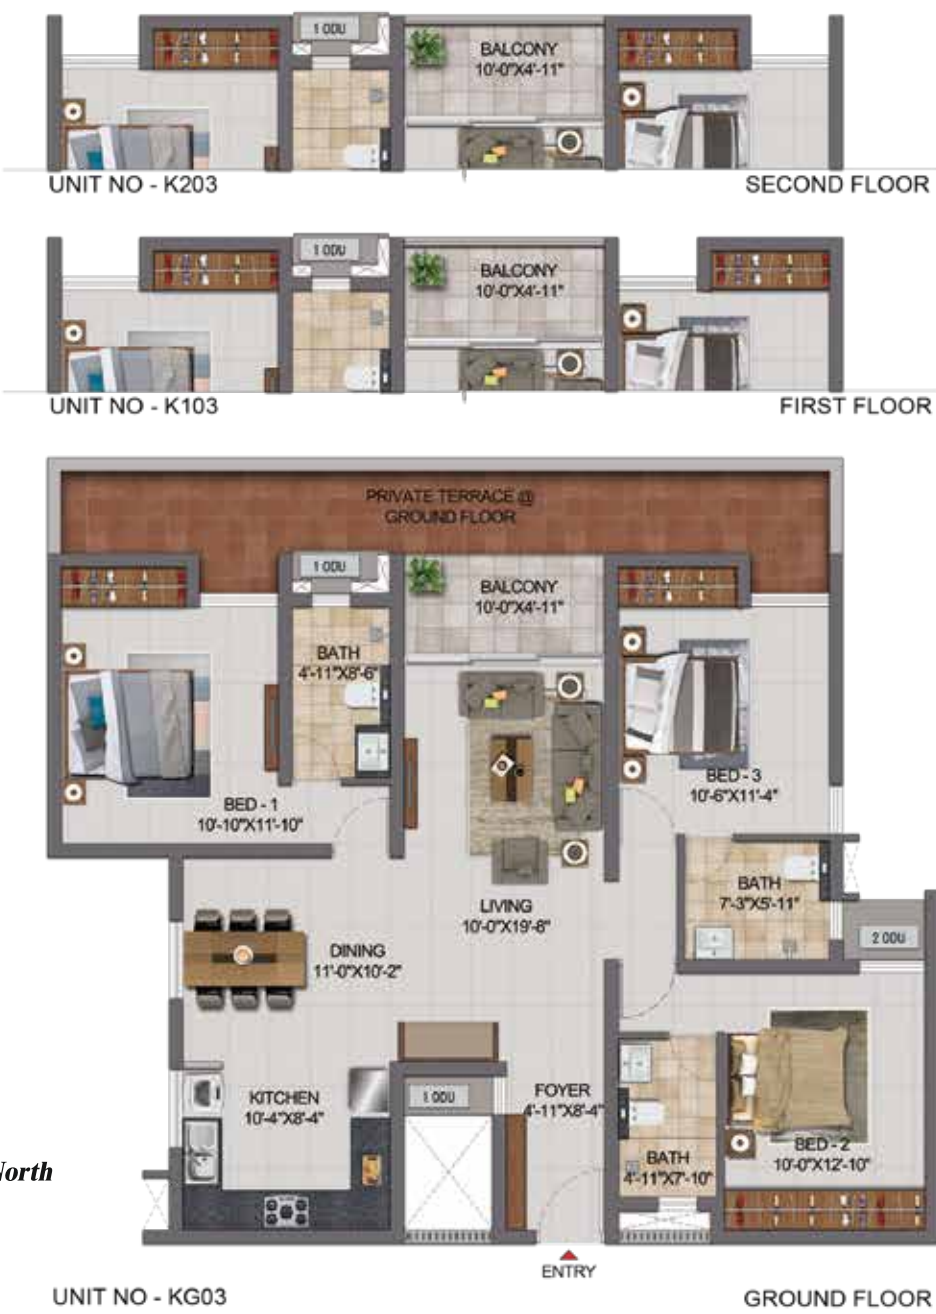 1 ODU
BALCONY
10'-0"X4'-11"
UNIT NO - K203
SECOND FLOOR
1 ODU
BALCONY
10'-0"X4'-11"
UNIT NO - K103
FIRST FLOOR
PRIVATE TERRACE @
GROUND FLOOR
1 ODU
BALCONY
10'-0"X4'-11"
BATH
4'-11"X8'-6"
BED - 1
10'-10"X11'-10"
BED - 3
10'-6"X11'-4"
BATH
7'-3"X5'-11"
LIVING
10'-0"X19'-8"
2 ODU
DINING
11'-0"X10'-2"
KITCHEN
10'-4"X8'-4"
1 ODU
FOYER
4'-11"X8'-4"
BATH
4'-11"X7'-10"
BED - 2
10'-0"X12'-10"
North
ENTRY
UNIT NO - KG03
GROUND FLOOR